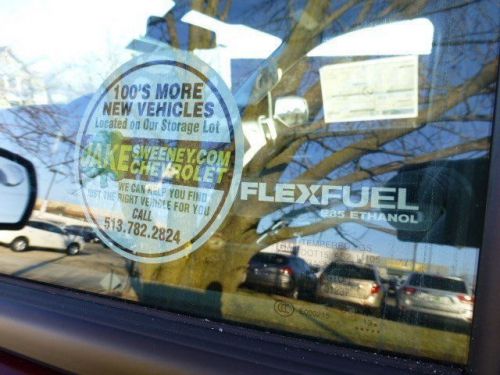 100'S MORE
NEW VEHICLES
Located on Our Storage Lot
JAKE SWEENEY.COM
CHEVROLET
WE CAN HELP YOU FIND
JUST THE RIGHT VEHICLE FOR YOU
CALL
513.782.2824
FLEXFUEL
E85 ETHANOL